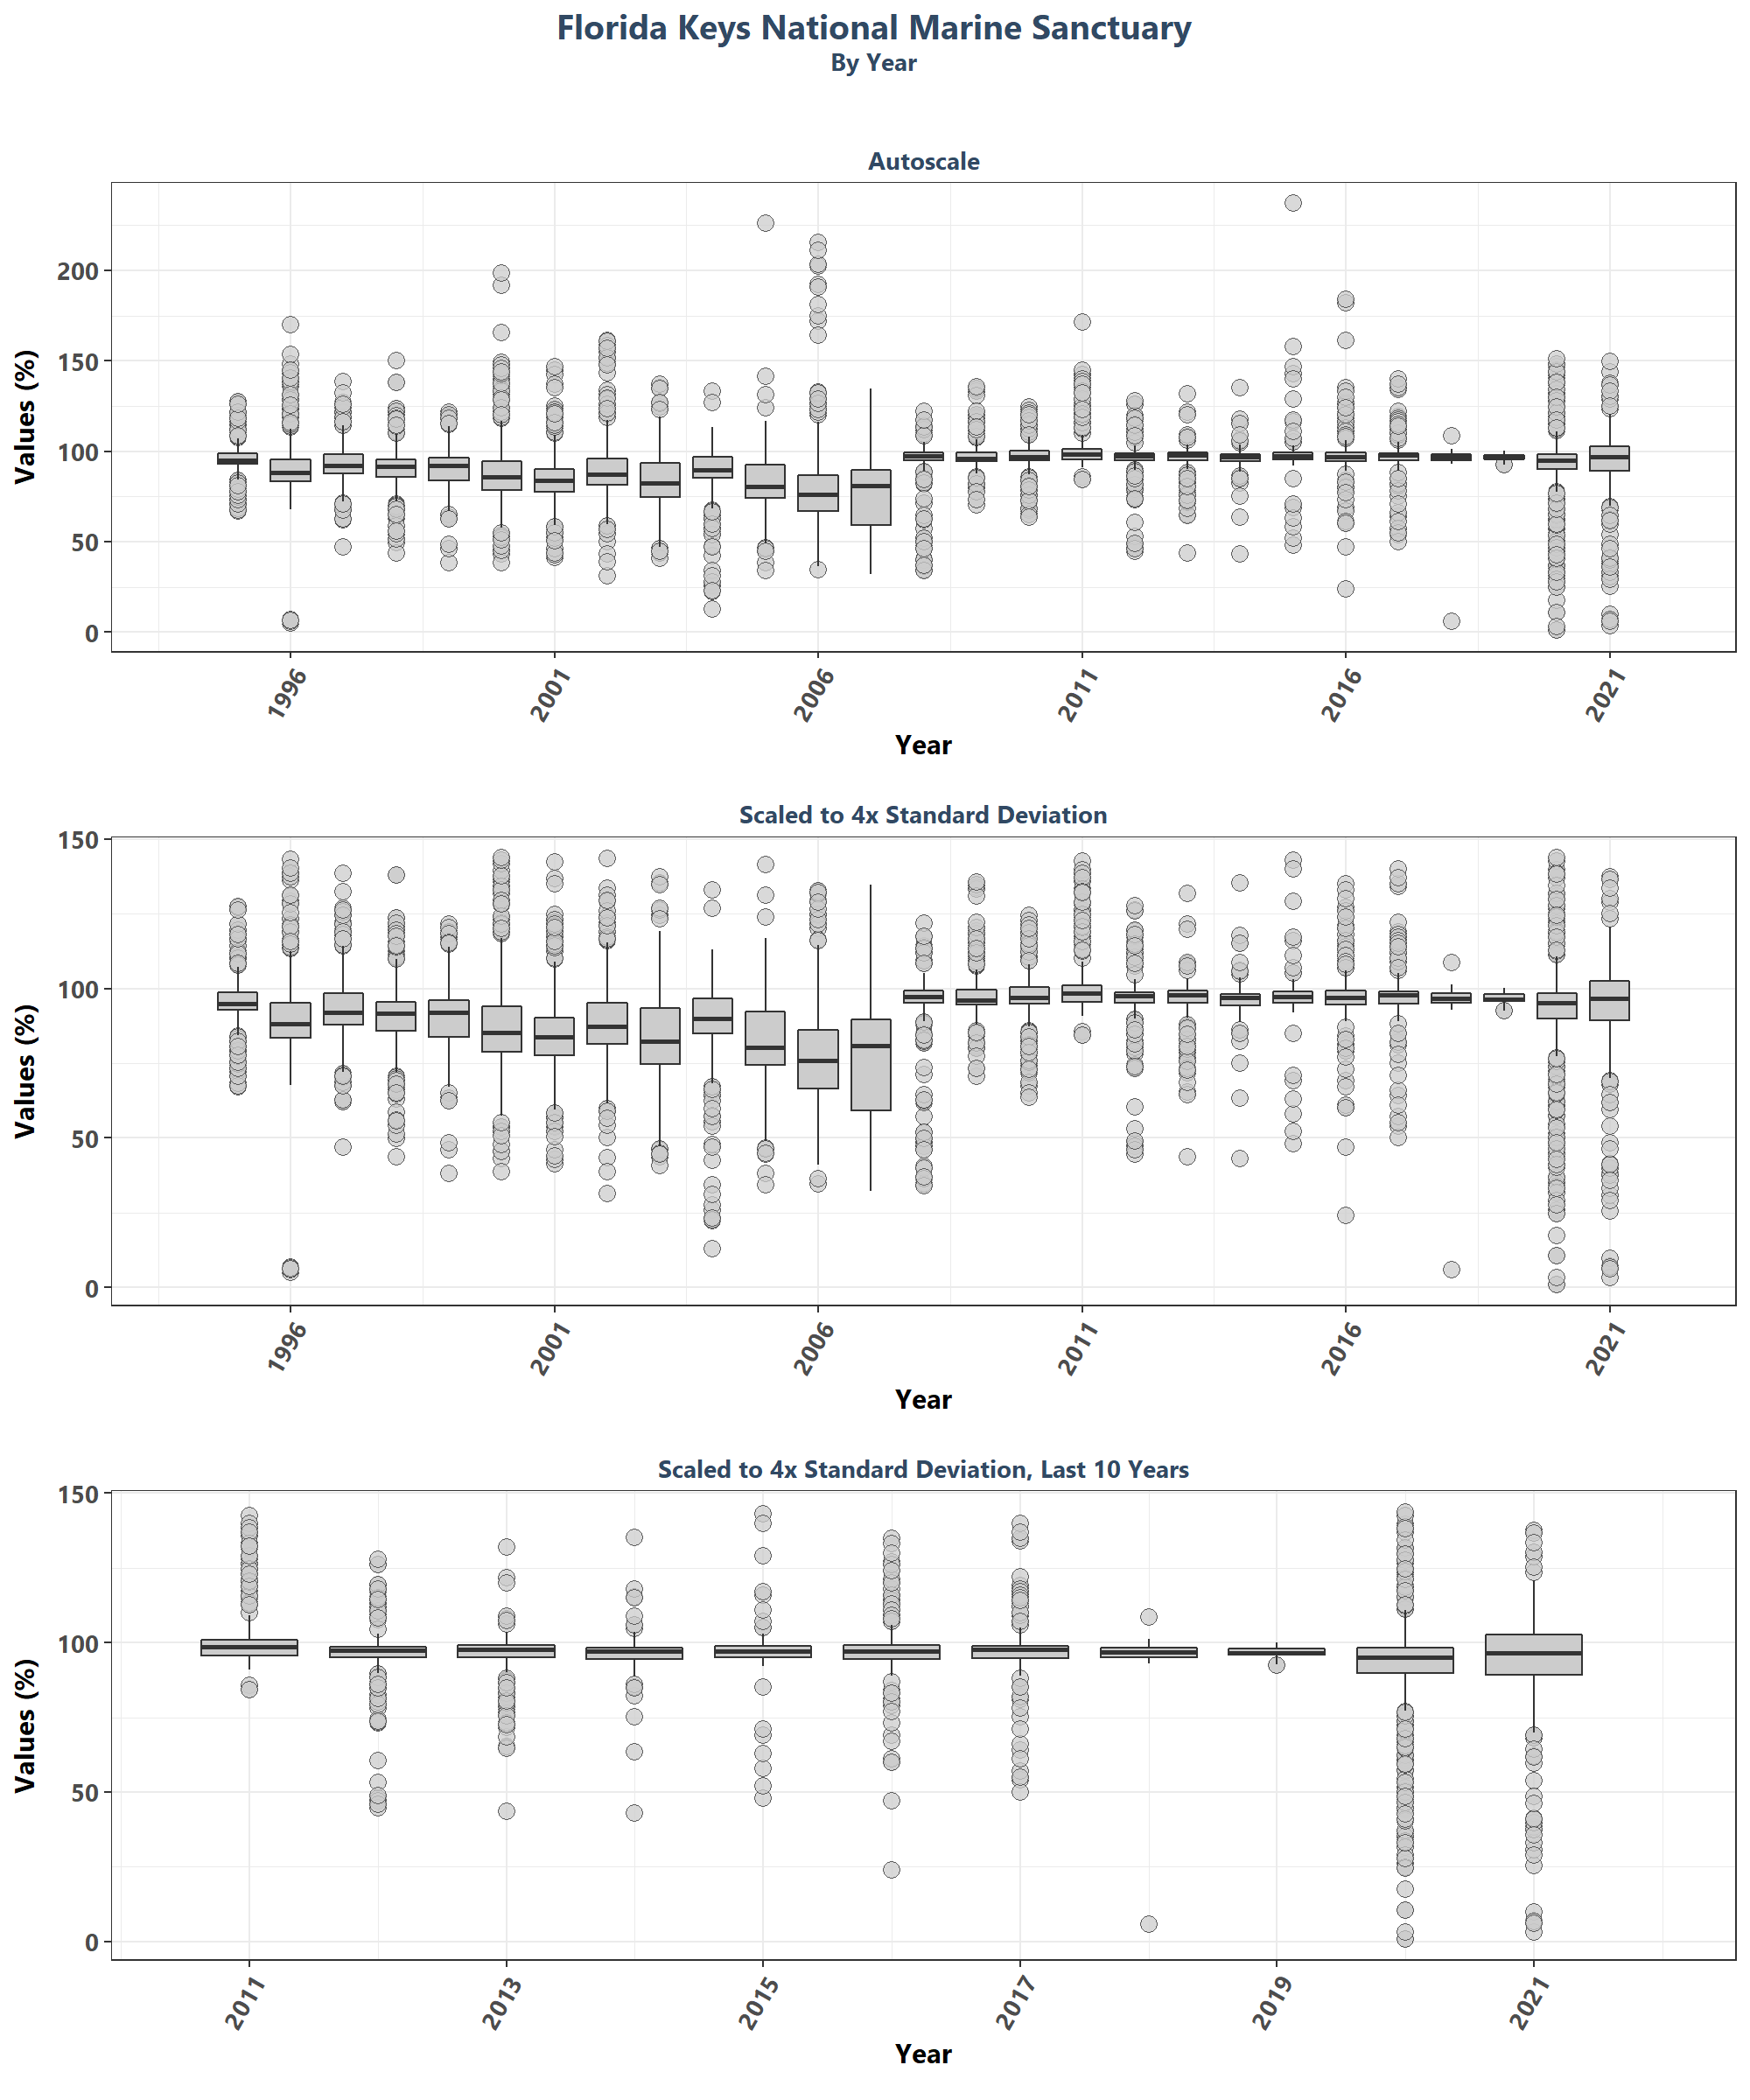 Florida Keys National Marine Sanctuary
By Year
Autoscale
Values (%)
200
150
100
50
0
1996
2001
2006
2011
2016
2021
Year
Scaled to 4x Standard Deviation
Values (%)
150
100
50
0
1996
2001
2006
2011
2016
2021
Year
Scaled to 4x Standard Deviation, Last 10 Years
Values (%)
150
100
50
0
2011
2013
2015
2017
2019
2021
Year